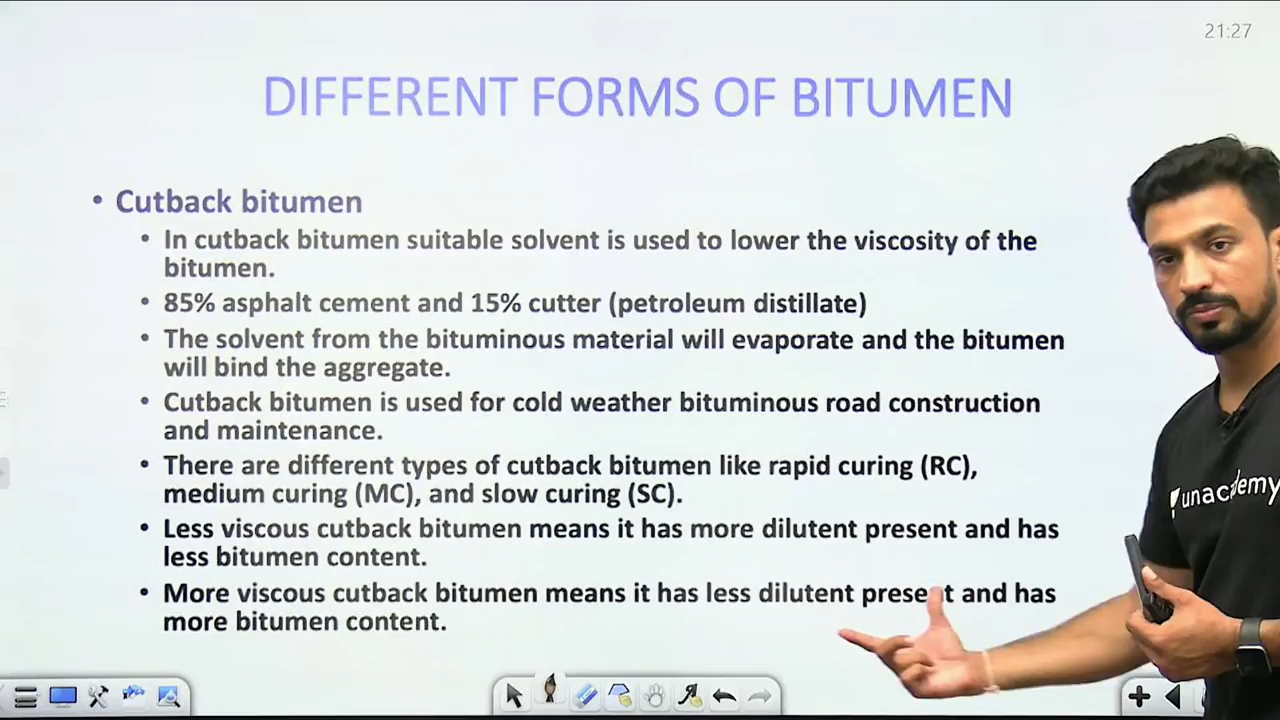 21:27
DIFFERENT FORMS OF BITUMEN
• Cutback bitumen
• In cutback bitumen suitable solvent is used to lower the viscosity of the
bitumen.
• 85% asphalt cement and 15% cutter (petroleum distillate)
• The solvent from the bituminous material will evaporate and the bitumen
will bind the aggregate.
• Cutback bitumen is used for cold weather bituminous road construction
and maintenance.
• There are different types of cutback bitumen like rapid curing (RC),
medium curing (MC), and slow curing (SC).
• Less viscous cutback bitumen means it has more dilutent present and has
less bitumen content.
• More viscous cutback bitumen means it has less dilutent present and has
more bitumen content.
unacademy